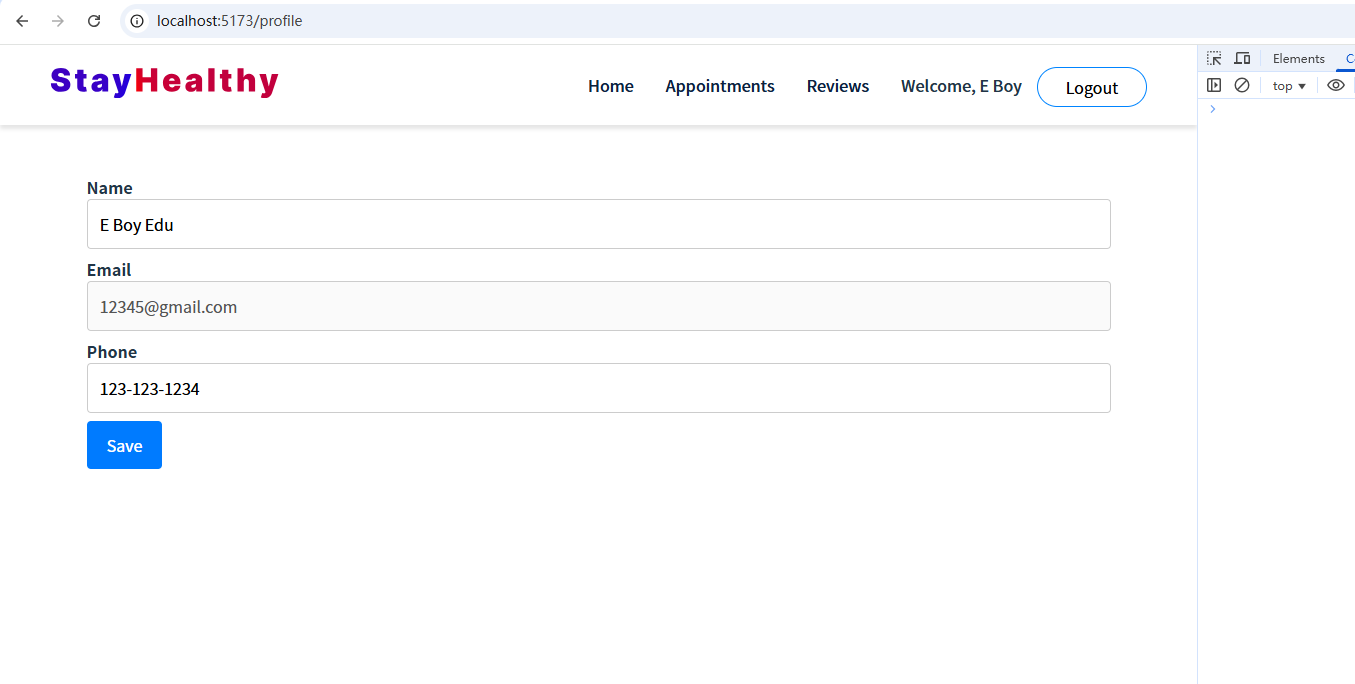 localhost:5173/profile
StayHealthy
Home Appointments Reviews Welcome, E Boy Logout
Elements
top
Name
E Boy Edu
Email
12345@gmail.com
Phone
123-123-1234
Save